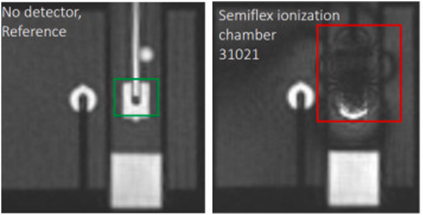 No detector,
Reference
Semiflex ionization
chamber
31021